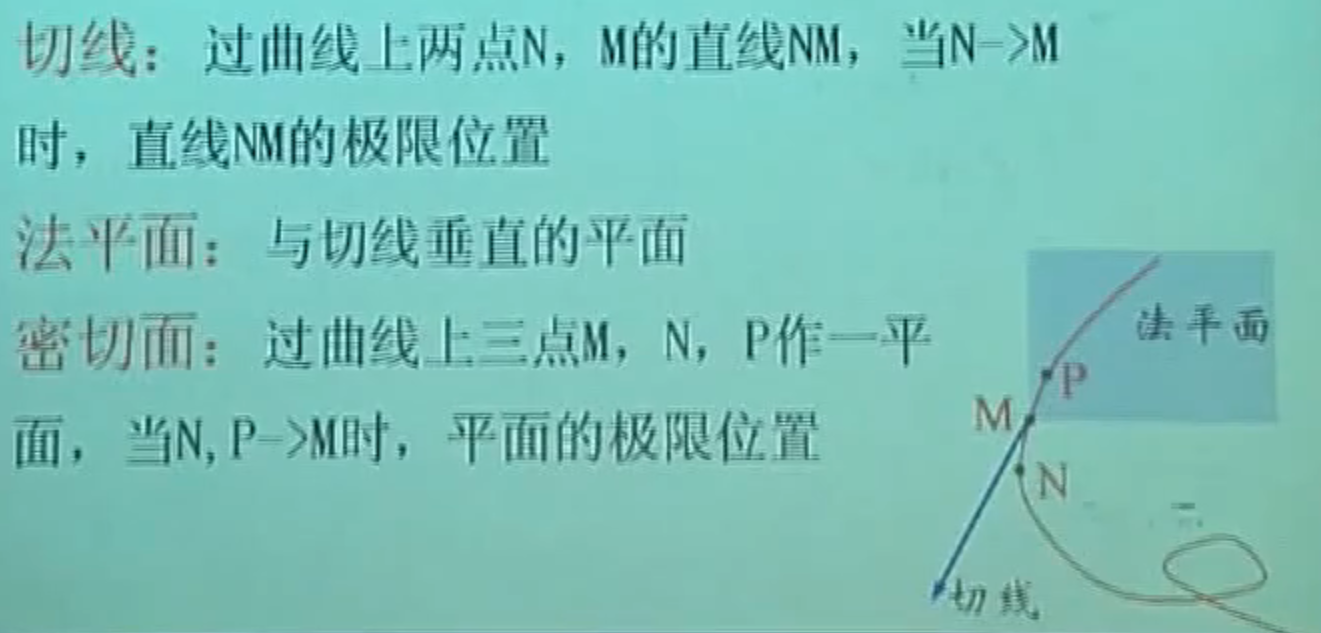 切线：过曲线上两点N，M的直线NM，当N->M
时，直线NM的极限位置
法平面：与切线垂直的平面
密切面：过曲线上三点M，N，P作一平
面，当N,P->M时，平面的极限位置
法平面
P
M
N
切线